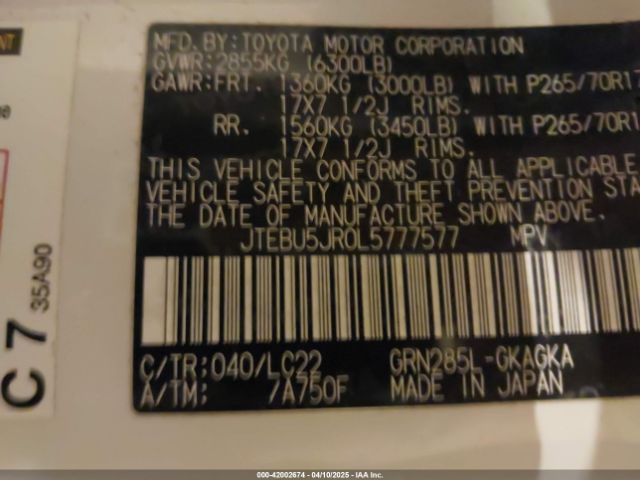 MFD. BY: TOYOTA MOTOR CORPORATION
GVWR: 2855KG (6300LB)
GAWR: FRT. 1360KG (3000LB) WITH P265/70R17
17X7 1/2J RIMS.
RR. 1560KG (3450LB) WITH P265/70R1
17X7 1/2J RIMS.
THIS VEHICLE CONFORMS TO ALL APPLICABLE
VEHICLE SAFETY AND THEFT PREVENTION STA
THE DATE OF MANUFACTURE SHOWN ABOVE.
JTEBU5JR0L5777577 MPV
C/TR: 040/LC22 GRN285L-GKAGKA
A/TM: /A750F MADE IN JAPAN
C 7 35A90
000-42002674 | 04/10/2025 - IAA Inc.